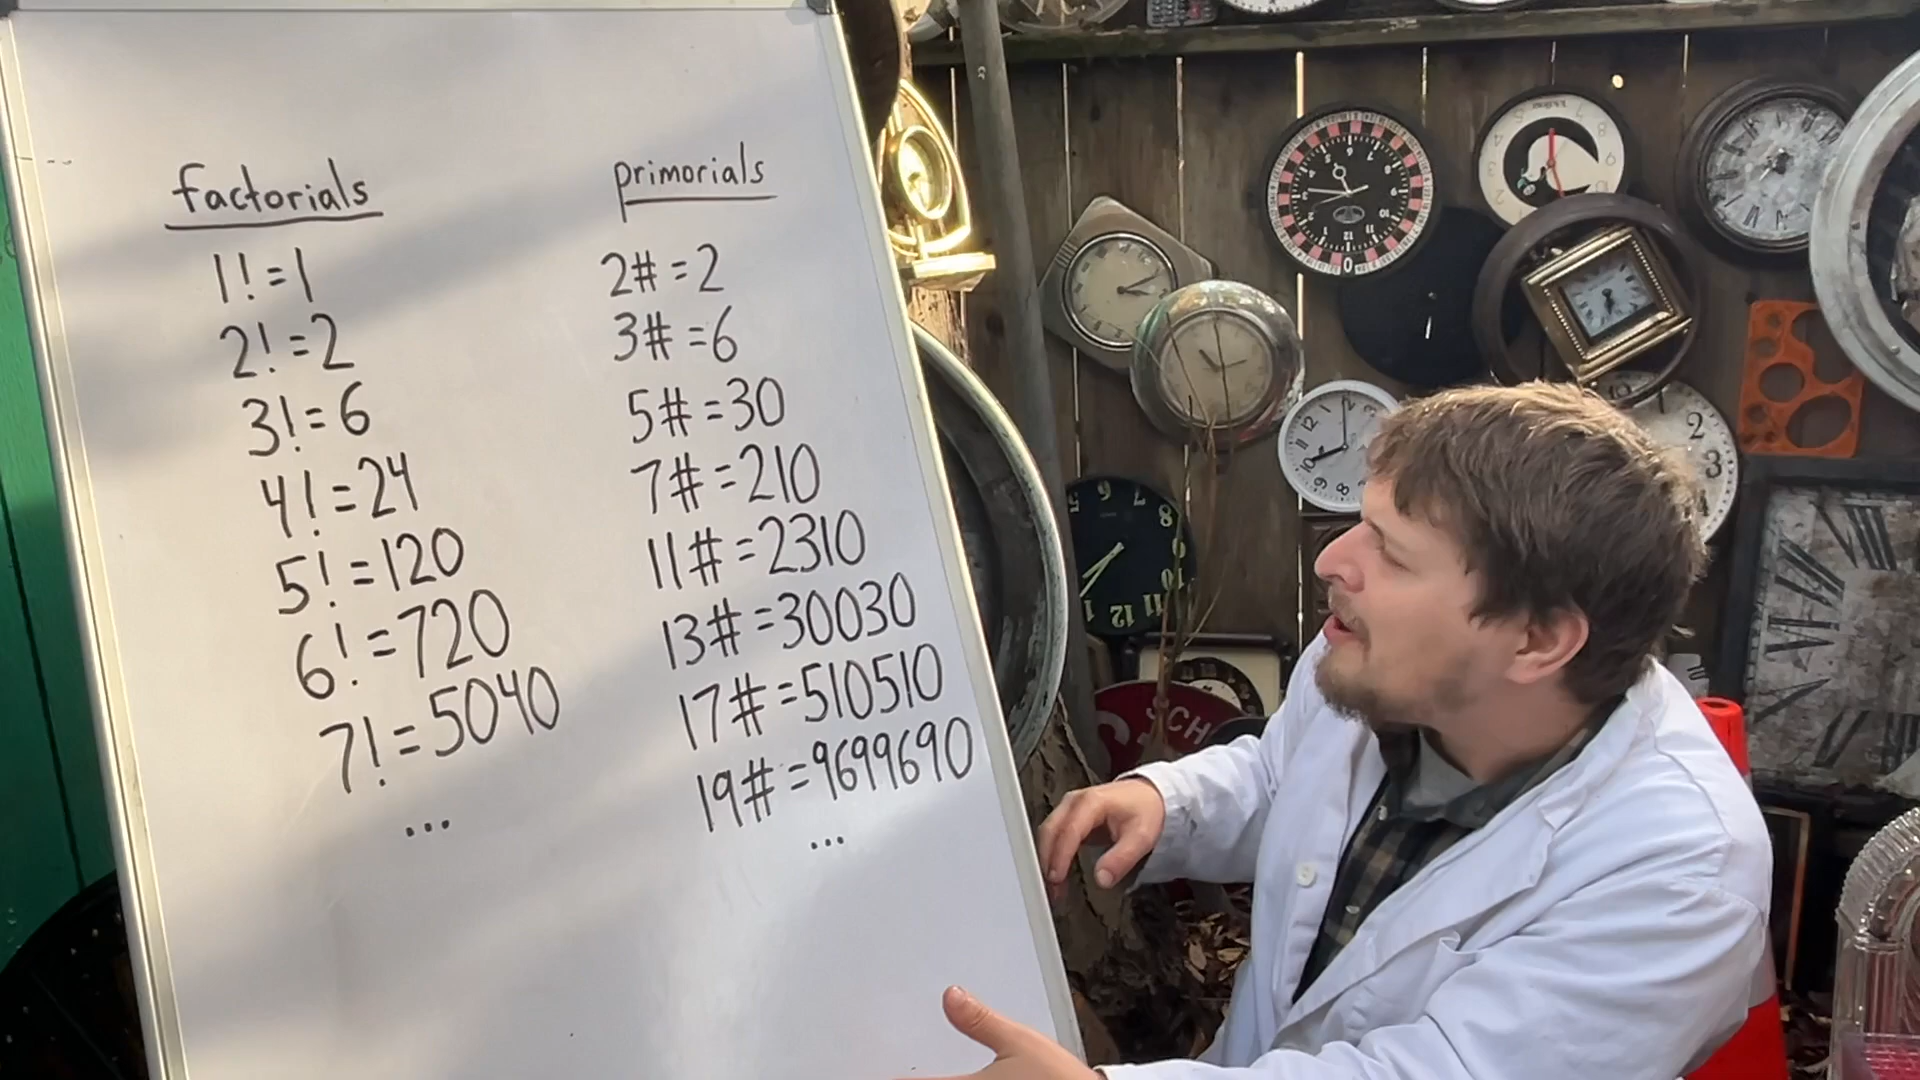 factorials
1! = 1
2! = 2
3! = 6
4! = 24
5! = 120
6! = 720
7! = 5040
...
primorials
2# = 2
3# = 6
5# = 30
7# = 210
11# = 2310
13# = 30030
17# = 510510
19# = 9699690
...
SCH